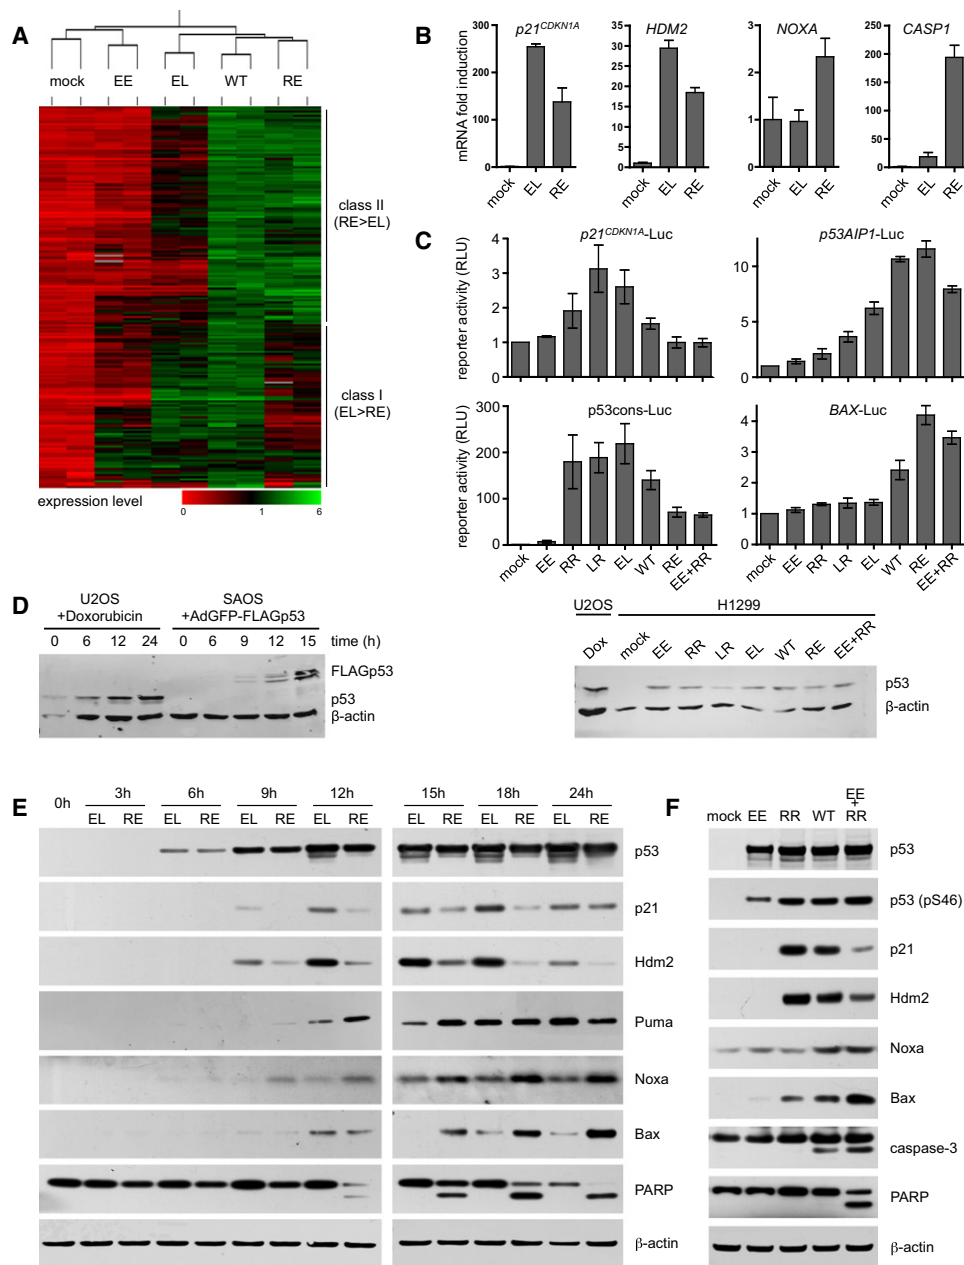 A
mock EE EL WT RE
class II
(RE>EL)
class I
(EL>RE)
expression level
0 1 6
B
p21CDKN1A HDM2 NOXA CASP1
mRNA fold induction
300
200
100
0
35
30
25
20
15
10
5
0
3
2
1
0
250
200
150
100
50
0
mock EL RE
mock EL RE
mock EL RE
mock EL RE
C
p21CDKN1A-Luc
reporter activity (RLU)
4
3
2
1
0
p53AIP1-Luc
10
5
0
p53cons-Luc
reporter activity (RLU)
300
200
100
0
mock EE RR LR EL WT RE EE+RR
BAX-Luc
4
3
2
1
0
mock EE RR LR EL WT RE EE+RR
D
U2OS
+Doxorubicin
SAOS
+AdGFP-FLAGp53
0 6 12 24 0 6 9 12 15 time (h)
FLAGp53
p53
β-actin
U2OS H1299
Dox mock EE RR LR EL WT RE EE+RR
p53
β-actin
E
0h 3h 6h 9h 12h 15h 18h 24h
EL RE EL RE EL RE EL RE EL RE EL RE EL RE
p53
p21
Hdm2
Puma
Noxa
Bax
PARP
β-actin
F
mock EE RR WT EE
+
RR
p53
p53 (pS46)
p21
Hdm2
Noxa
Bax
caspase-3
PARP
β-actin